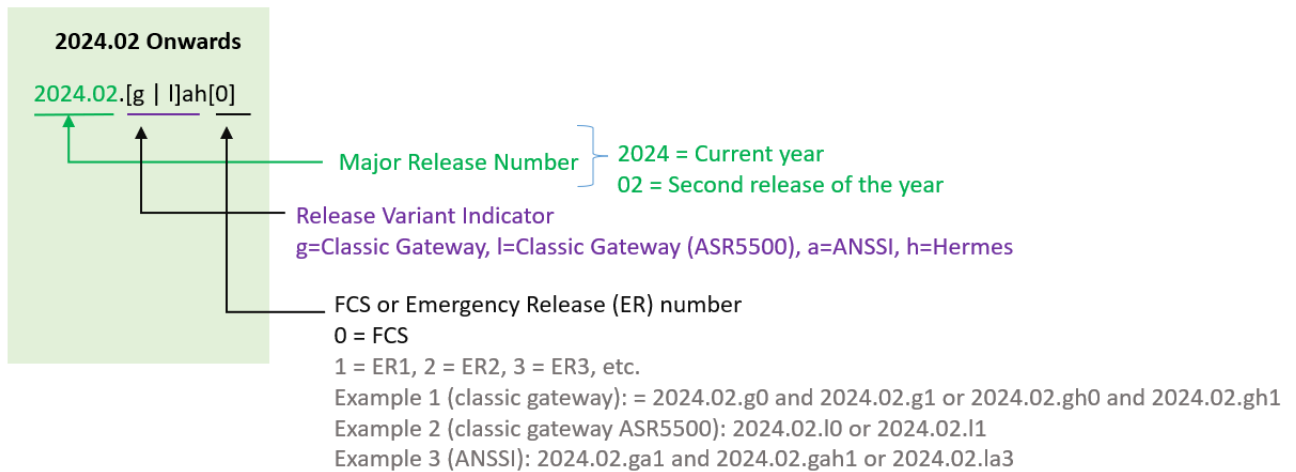 2024.02 Onwards
2024.02.[g | l]ah[0]
Major Release Number
2024 = Current year
02 = Second release of the year
Release Variant Indicator
g=Classic Gateway, l=Classic Gateway (ASR5500), a=ANSSI, h=Hermes
FCS or Emergency Release (ER) number
0 = FCS
1 = ER1, 2 = ER2, 3 = ER3, etc.
Example 1 (classic gateway): = 2024.02.g0 and 2024.02.g1 or 2024.02.gh0 and 2024.02.gh1
Example 2 (classic gateway ASR5500): 2024.02.l0 or 2024.02.l1
Example 3 (ANSSI): 2024.02.ga1 and 2024.02.gah1 or 2024.02.la3